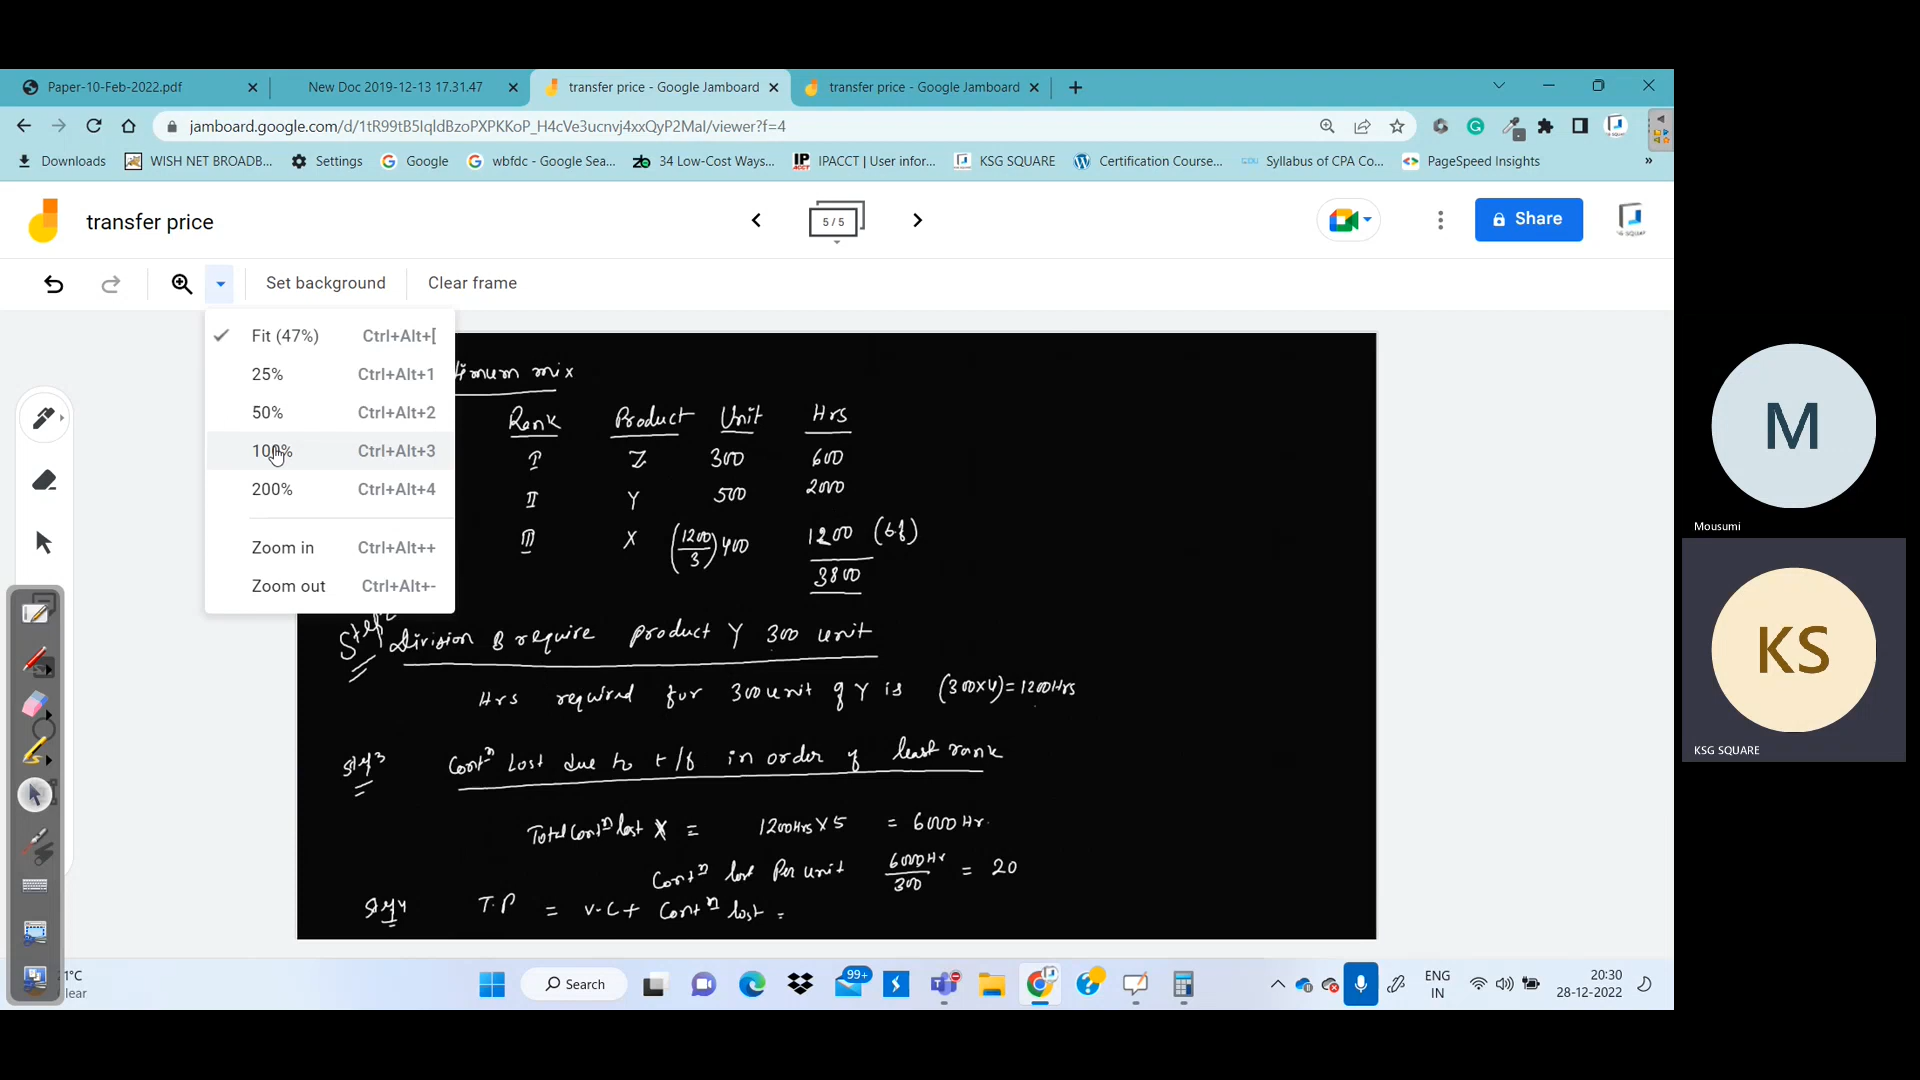 Paper-10-Feb-2022.pdf
New Doc 2019-12-13 17.31.47
transfer price - Google Jamboard
transfer price - Google Jamboard
jamboard.google.com/d/1tR99tB5IqldBzoPXPKKoP_H4cVe3ucnvj4xxQyP2MaI/viewer?f=4
Downloads WISH NET BROADB... Settings Google wbfdc - Google Sea... 34 Low-Cost Ways... IPACCT | User infor... KSG SQUARE Certification Course... Syllabus of CPA Co... PageSpeed Insights »
transfer price
5 / 5
Share
Set background
Clear frame
Fit (47%) Ctrl+Alt+[
25% Ctrl+Alt+1
50% Ctrl+Alt+2
100% Ctrl+Alt+3
200% Ctrl+Alt+4
Zoom in Ctrl+Alt++
Zoom out Ctrl+Alt+-
mix
Rank Product Unit Hrs
I Z 300 600
II Y 500 2000
III X (1200/3) 400 1200 (bf)
3800
Step2 Division B require product Y 300 unit
Hrs required for 300 unit of Y is (300x4) = 1200Hrs
Step3 Contn Lost due to t/f in order of least rank
Total Contn lost X = 1200Hrs X 5 = 6000 Hr
Contn lost Per unit 6000Hr/300 = 20
Step4 T.P = V.C + Contn lost =
M
Mousumi
KS
KSG SQUARE
1°C
lear
Search
99+
ENG
IN
20:30
28-12-2022